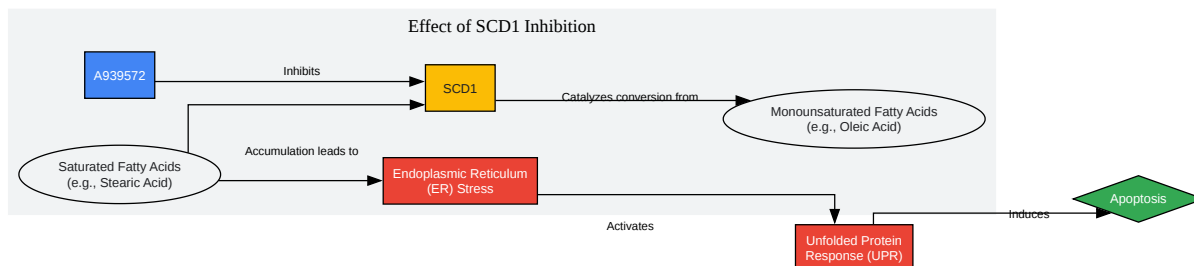 Effect of SCD1 Inhibition
A939572
Inhibits
SCD1
Catalyzes conversion from
Monounsaturated Fatty Acids
(e.g., Oleic Acid)
Saturated Fatty Acids
(e.g., Stearic Acid)
Accumulation leads to
Endoplasmic Reticulum
(ER) Stress
Activates
Unfolded Protein
Response (UPR)
Induces
Apoptosis